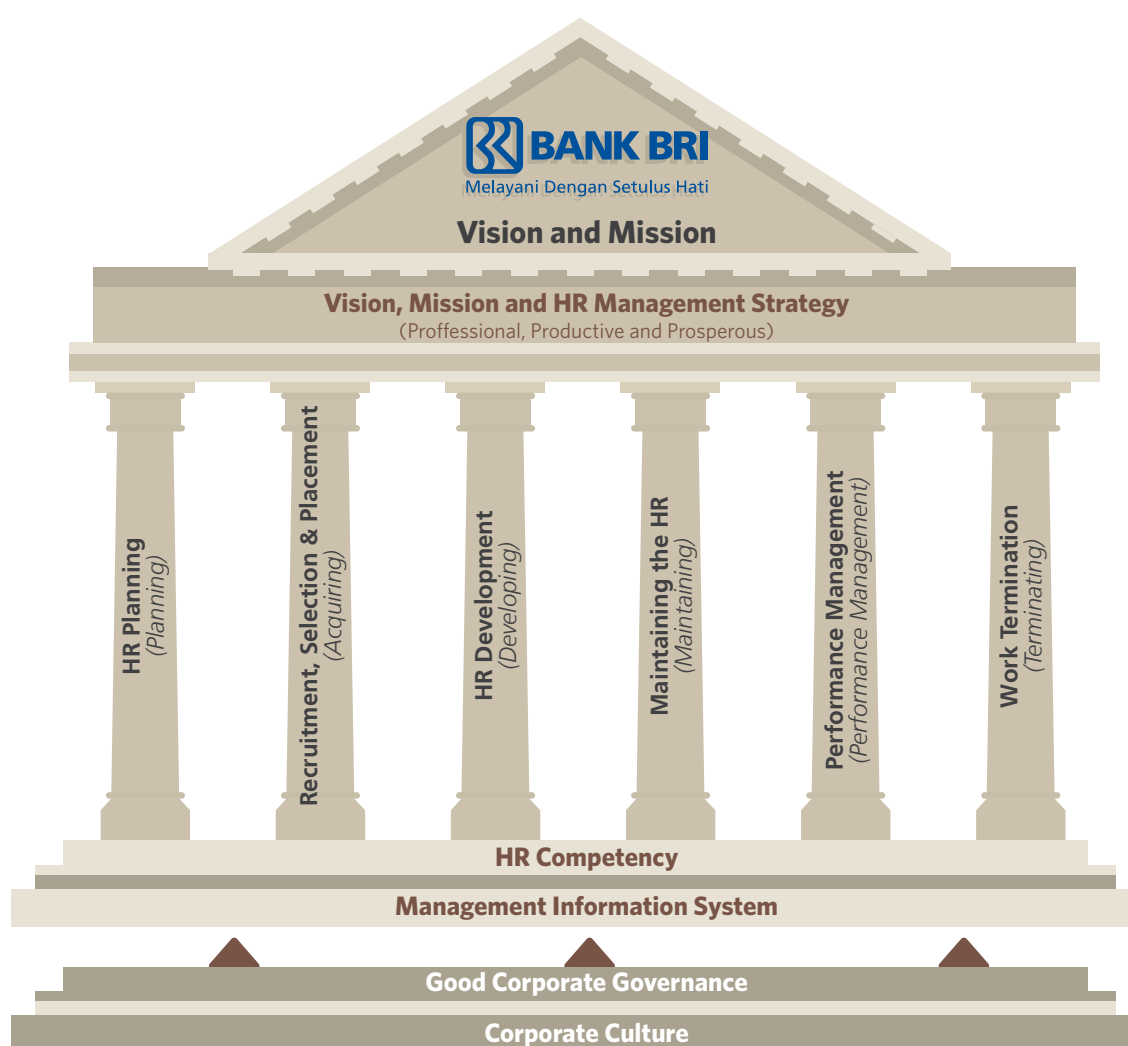 BANK BRI
Melayani Dengan Setulus Hati
Vision and Mission
Vision, Mission and HR Management Strategy
(Proffessional, Productive and Prosperous)
HR Planning
(Planning)
Recruitment, Selection & Placement
(Acquiring)
HR Development
(Developing)
Maintaining the HR
(Maintaining)
Performance Management
(Performance Management)
Work Termination
(Terminating)
HR Competency
Management Information System
Good Corporate Governance
Corporate Culture